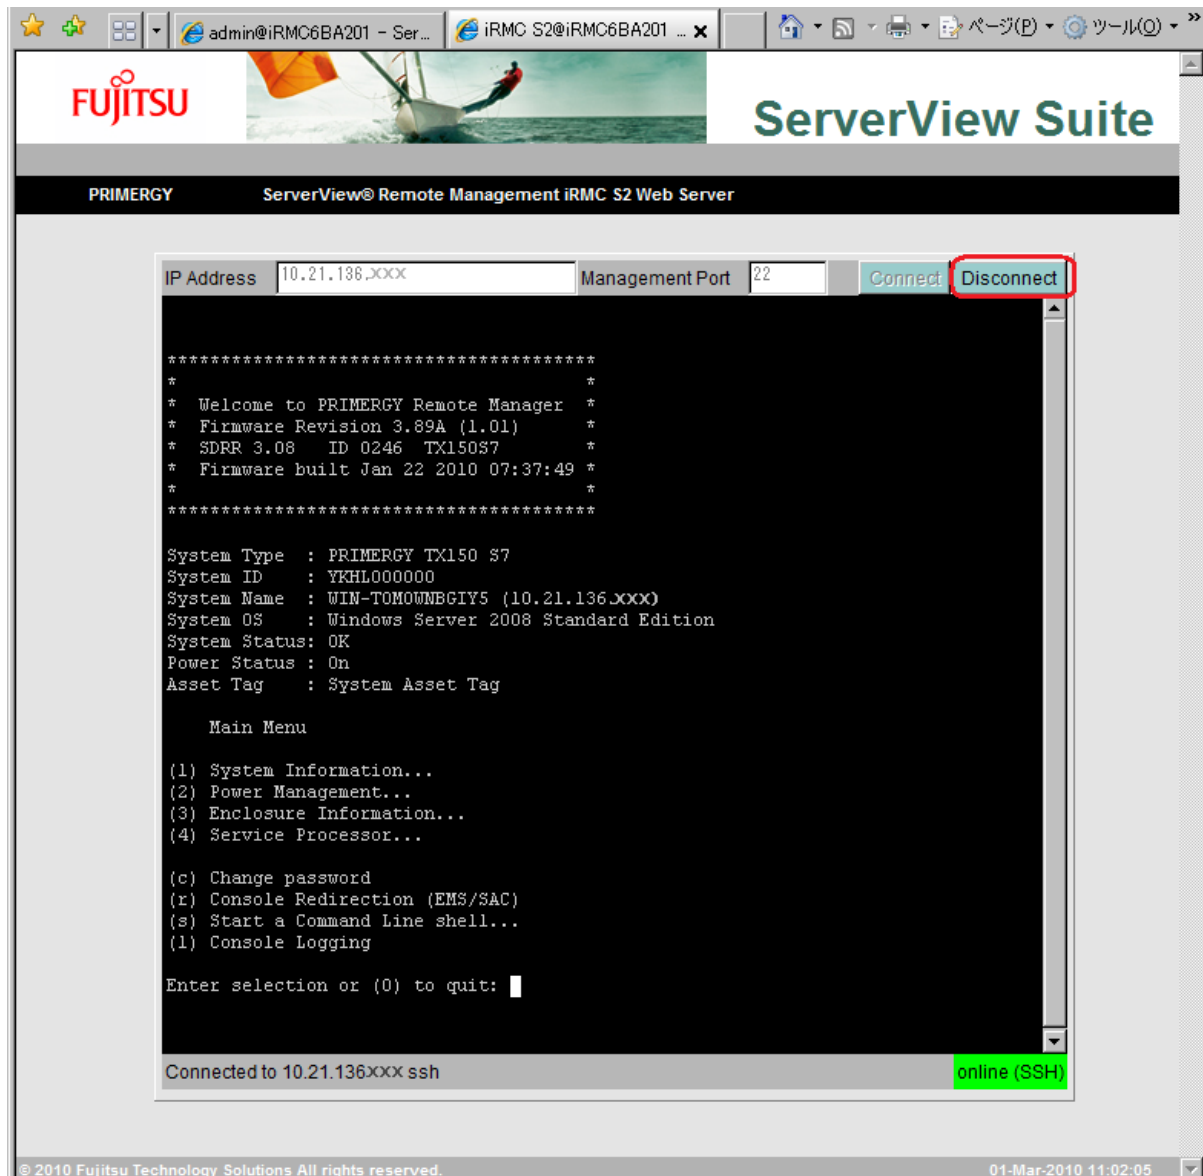 admin@iRMC6BA201 - Ser...
iRMC S2@iRMC6BA201 ...
ページ(P)
ツール(O)
»
FUJITSU
ServerView Suite
PRIMERGY
ServerView® Remote Management iRMC S2 Web Server
IP Address 10.21.136.XXX Management Port 22 Connect Disconnect
****************************************
* *
* Welcome to PRIMERGY Remote Manager *
* Firmware Revision 3.89A (1.01) *
* SDRR 3.08 ID 0246 TX150S7 *
* Firmware built Jan 22 2010 07:37:49 *
* *
****************************************
System Type : PRIMERGY TX150 S7
System ID : YKHL000000
System Name : WIN-TOMOWNBGIY5 (10.21.136.XXX)
System OS : Windows Server 2008 Standard Edition
System Status: OK
Power Status : On
Asset Tag : System Asset Tag
Main Menu
(1) System Information...
(2) Power Management...
(3) Enclosure Information...
(4) Service Processor...
(c) Change password
(r) Console Redirection (EMS/SAC)
(s) Start a Command Line shell...
(l) Console Logging
Enter selection or (0) to quit:
Connected to 10.21.136XXX ssh online (SSH)
© 2010 Fujitsu Technology Solutions All rights reserved. 01-Mar-2010 11:02:05